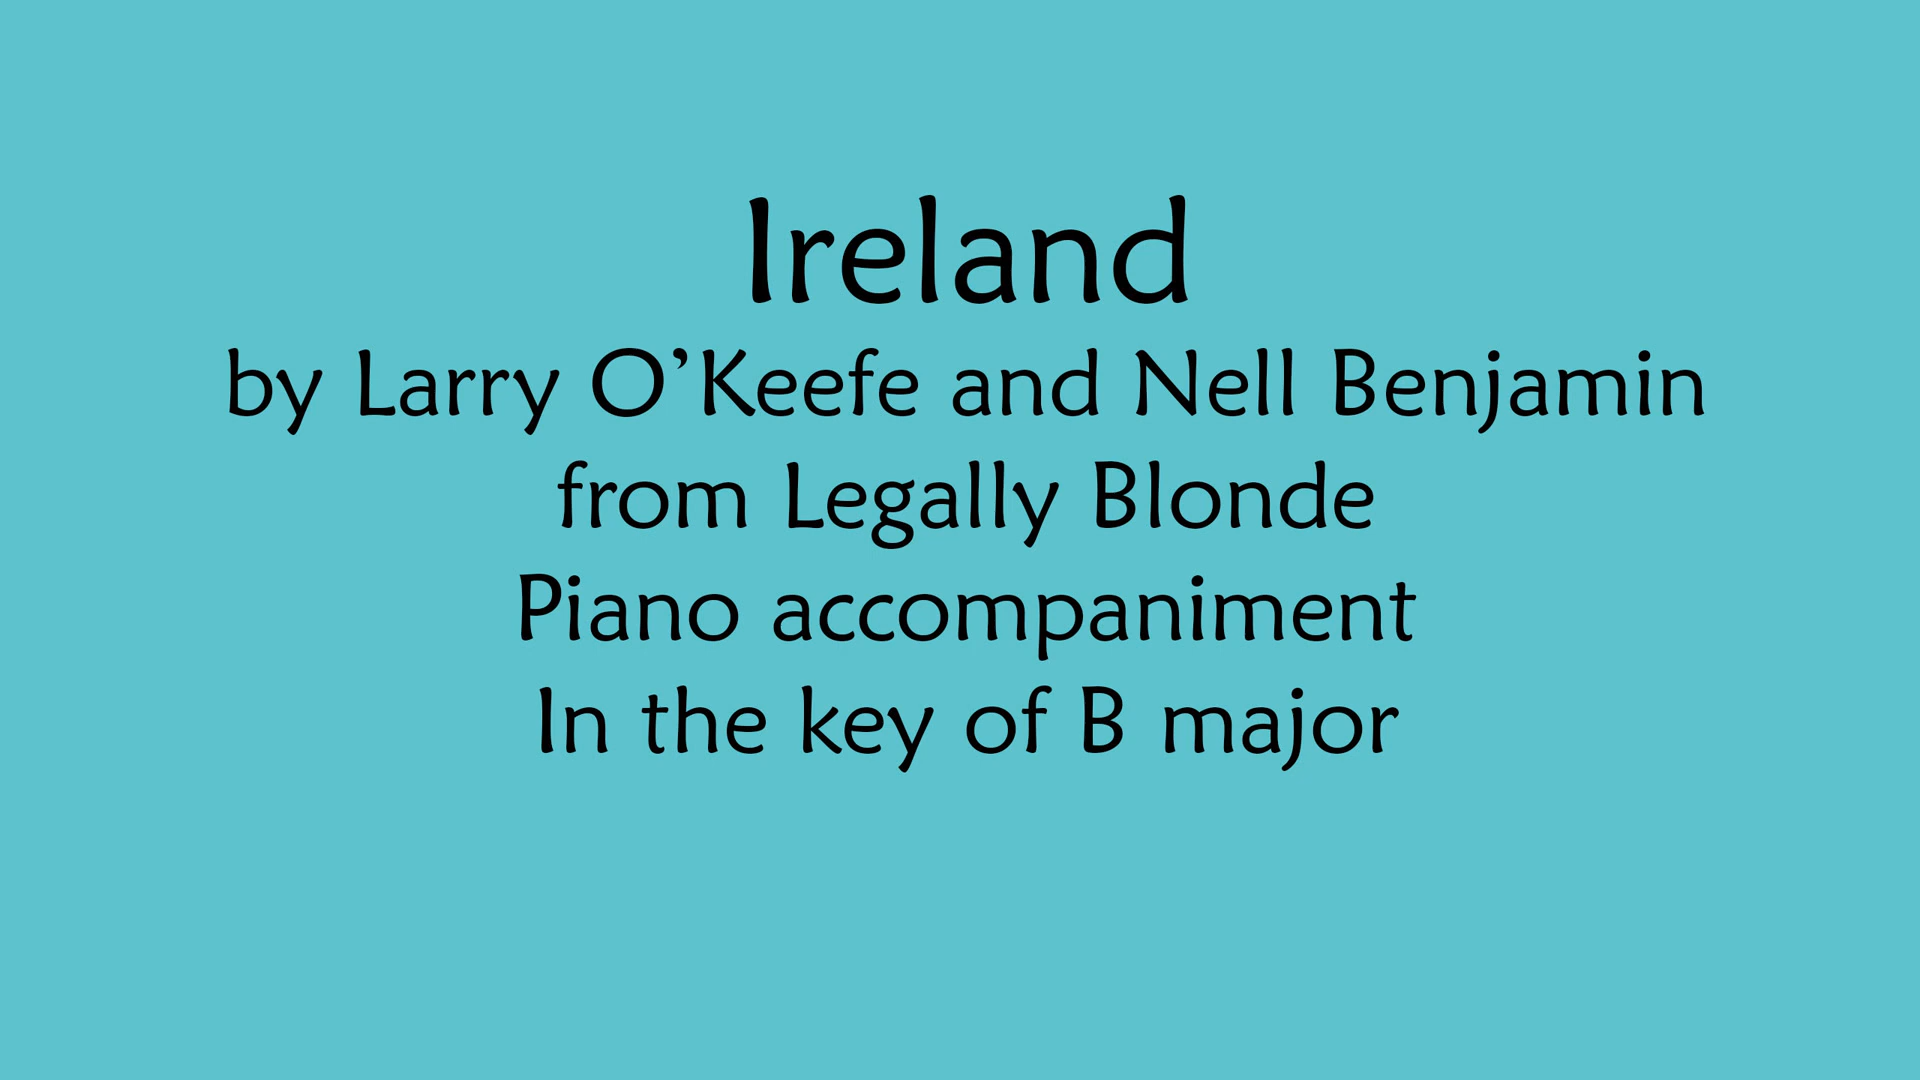 Ireland
by Larry O’Keefe and Nell Benjamin
from Legally Blonde
Piano accompaniment
In the key of B major